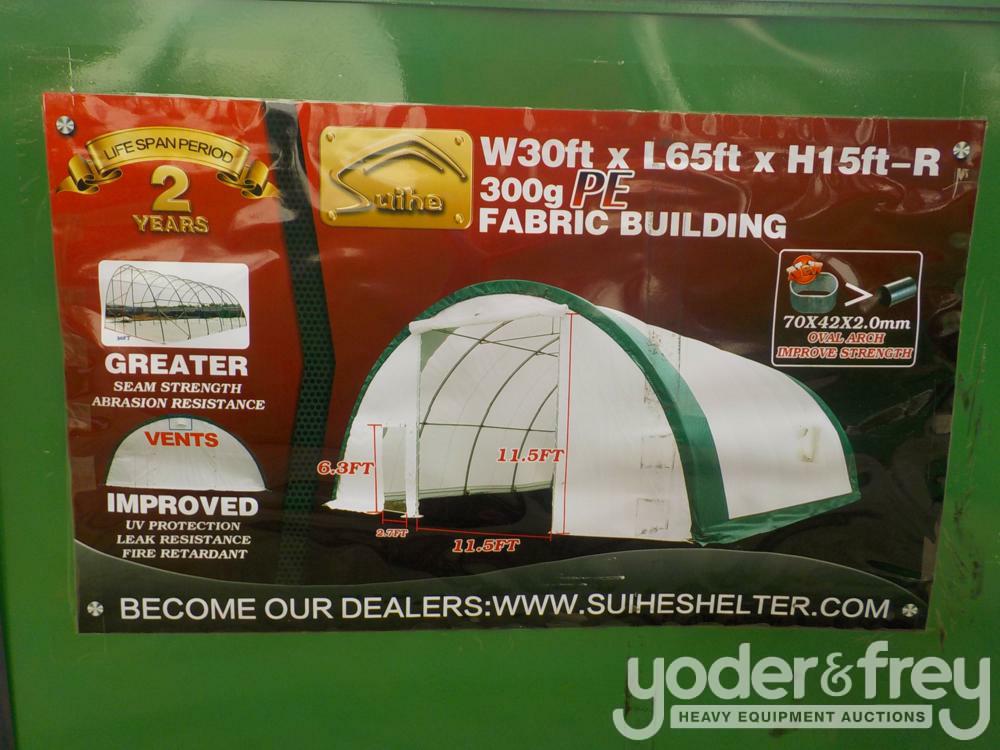 LIFE SPAN PERIOD
2
YEARS
Suihe
W30ft x L65ft x H15ft-R
300g PE
FABRIC BUILDING
NEW
>
70X42X2.0mm
OVAL ARCH
IMPROVE STRENGTH
GREATER
SEAM STRENGTH
ABRASION RESISTANCE
VENTS
IMPROVED
UV PROTECTION
LEAK RESISTANCE
FIRE RETARDANT
6.3FT
11.5FT
2.7FT
11.5FT
BECOME OUR DEALERS:WWW.SUIHESHELTER.COM
yoder&frey
HEAVY EQUIPMENT AUCTIONS